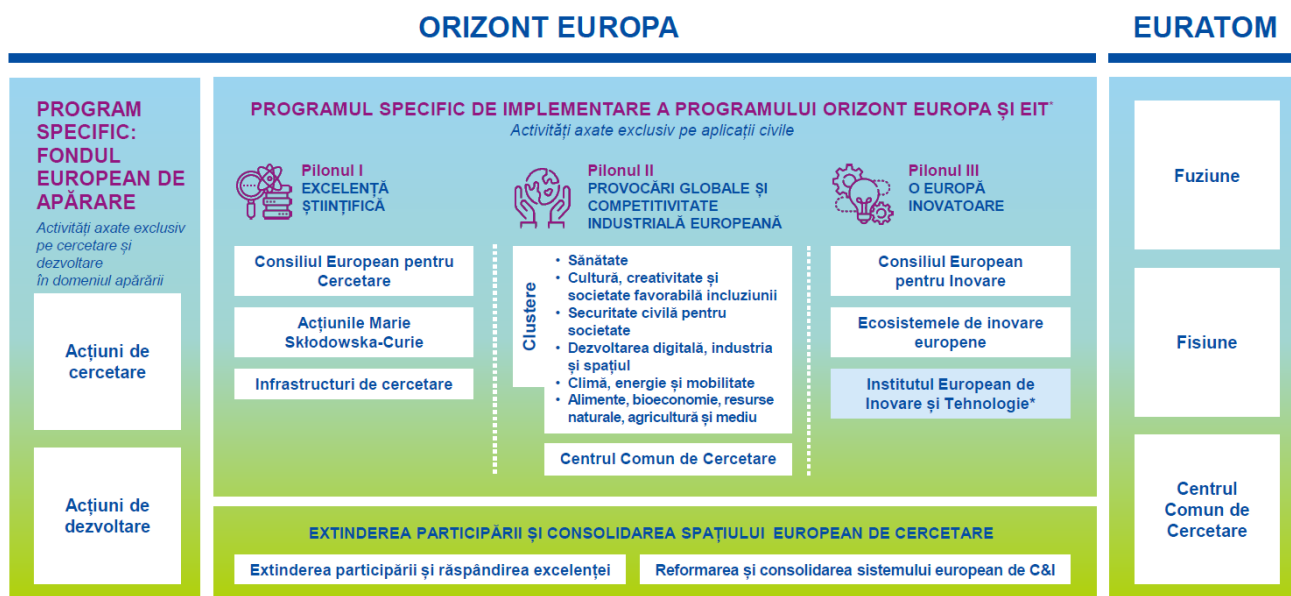 ORIZONT EUROPA
EURATOM
PROGRAM
SPECIFIC:
FONDUL
EUROPEAN DE
APĂRARE
Activități axate exclusiv
pe cercetare și
dezvoltare
în domeniul apărării
Acțiuni de
cercetare
Acțiuni de
dezvoltare
PROGRAMUL SPECIFIC DE IMPLEMENTARE A PROGRAMULUI ORIZONT EUROPA ȘI EIT*
Activități axate exclusiv pe aplicații civile
Pilonul I
EXCELENȚĂ
ȘTIINȚIFICĂ
Consiliul European pentru
Cercetare
Acțiunile Marie
Skłodowska-Curie
Infrastructuri de cercetare
Pilonul II
PROVOCĂRI GLOBALE ȘI
COMPETITIVITATE
INDUSTRIALĂ EUROPEANĂ
Clustere
• Sănătate
• Cultură, creativitate și
societate favorabilă incluziunii
• Securitate civilă pentru
societate
• Dezvoltarea digitală, industria
și spațiul
• Climă, energie și mobilitate
• Alimente, bioeconomie, resurse
naturale, agricultură și mediu
Centrul Comun de Cercetare
Pilonul III
O EUROPĂ
INOVATOARE
Consiliul European
pentru Inovare
Ecosistemele de inovare
europene
Institutul European de
Inovare și Tehnologie*
EXTINDEREA PARTICIPĂRII ȘI CONSOLIDAREA SPAȚIULUI EUROPEAN DE CERCETARE
Extinderea participării și răspândirea excelenței
Reformarea și consolidarea sistemului european de C&I
Fuziune
Fisiune
Centrul
Comun de
Cercetare